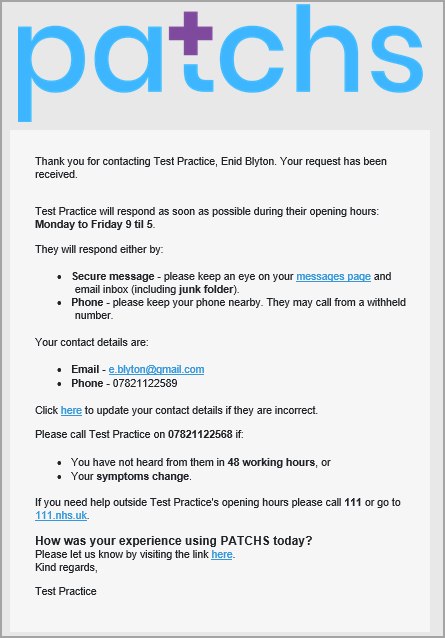 patchs
Thank you for contacting Test Practice, Enid Blyton. Your request has been
received.
Test Practice will respond as soon as possible during their opening hours:
Monday to Friday 9 til 5.
They will respond either by:
• Secure message - please keep an eye on your messages page and
email inbox (including junk folder).
• Phone - please keep your phone nearby. They may call from a withheld
number.
Your contact details are:
• Email - e.blyton@gmail.com
• Phone - 07821122589
Click here to update your contact details if they are incorrect.
Please call Test Practice on 07821122568 if:
• You have not heard from them in 48 working hours, or
• Your symptoms change.
If you need help outside Test Practice's opening hours please call 111 or go to
111.nhs.uk.
How was your experience using PATCHS today?
Please let us know by visiting the link here.
Kind regards,
Test Practice